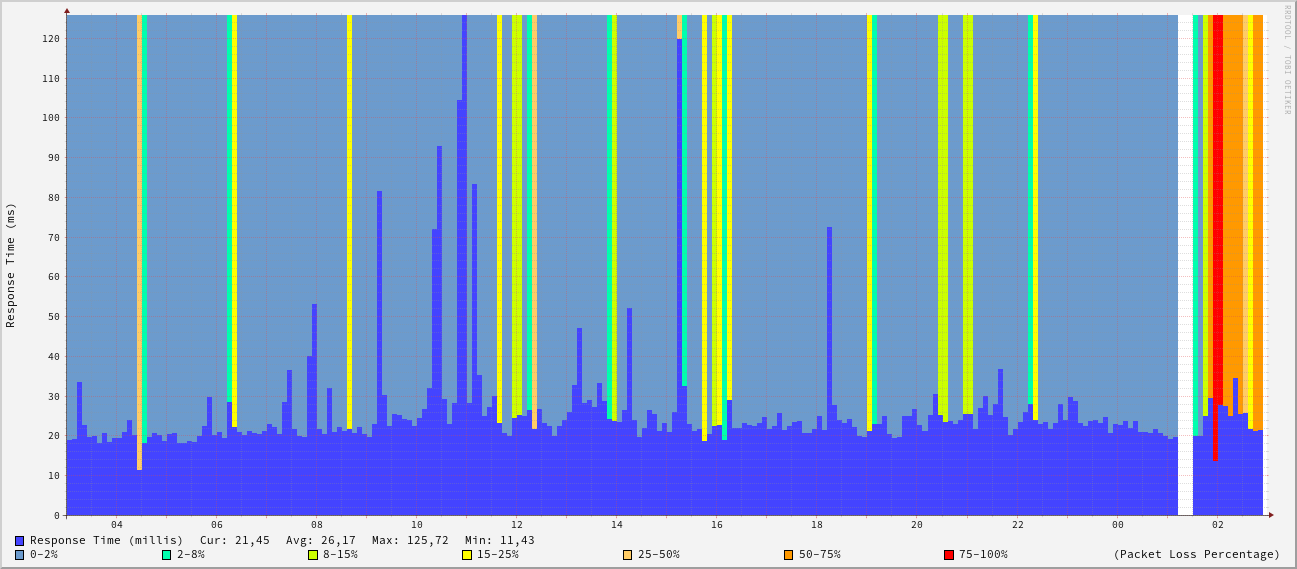 RRDTOOL / TOBI OETIKER
Response Time (ms)
120
110
100
90
80
70
60
50
40
30
20
10
0
04 06 08 10 12 14 16 18 20 22 00 02
Response Time (millis) Cur: 21,45 Avg: 26,17 Max: 125,72 Min: 11,43
0-2% 2-8% 8-15% 15-25% 25-50% 50-75% 75-100% (Packet Loss Percentage)